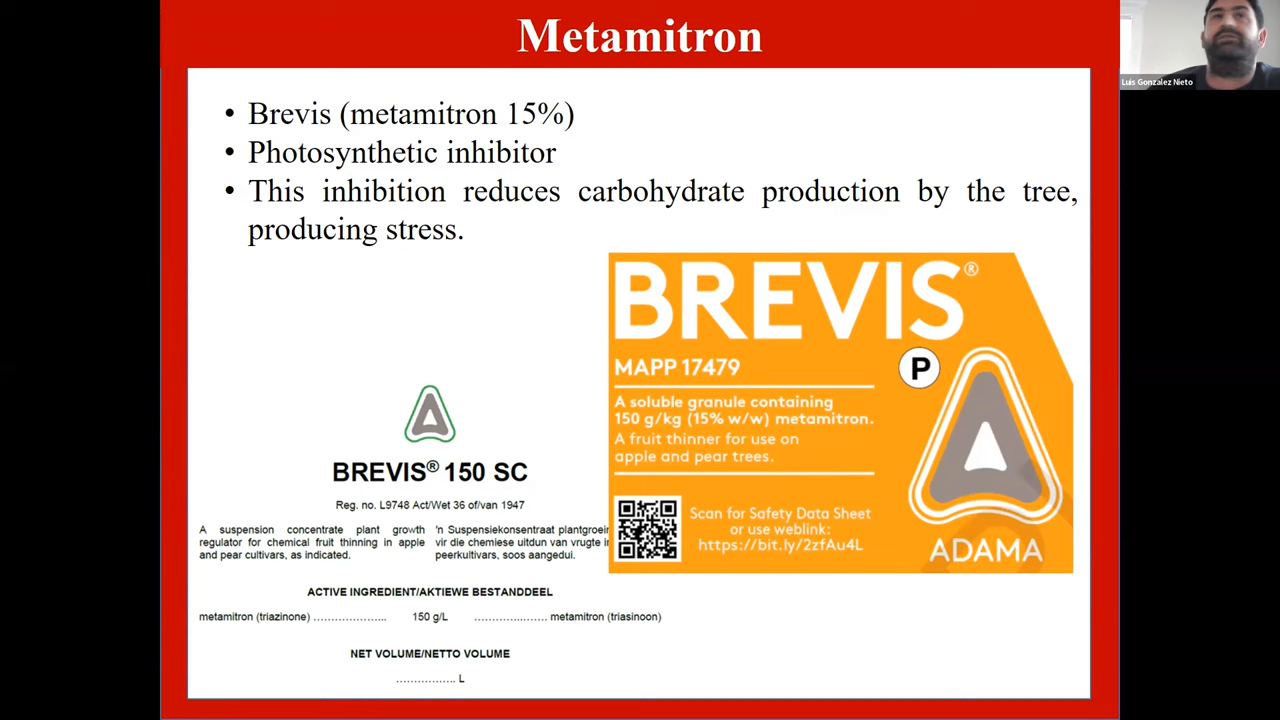 Metamitron
Luis Gonzalez Nieto
• Brevis (metamitron 15%)
• Photosynthetic inhibitor
• This inhibition reduces carbohydrate production by the tree,
producing stress.
BREVIS®
MAPP 17479
P
A soluble granule containing
150 g/kg (15% w/w) metamitron.
A fruit thinner for use on
apple and pear trees.
Scan for Safety Data Sheet
or use weblink:
https://bit.ly/2zfAu4L
ADAMA
BREVIS® 150 SC
Reg. no. L9748 Act/Wet 36 of/van 1947
A suspension concentrate plant growth
regulator for chemical fruit thinning in apple
and pear cultivars, as indicated.
'n Suspensiekonsentraat plantgroei
vir die chemiese uitdun van vrugte i
peerkultivars, soos aangedui.
ACTIVE INGREDIENT/AKTIEWE BESTANDDEEL
metamitron (triazinone) ................... 150 g/L ................... metamitron (triasinoon)
NET VOLUME/NETTO VOLUME
................ L